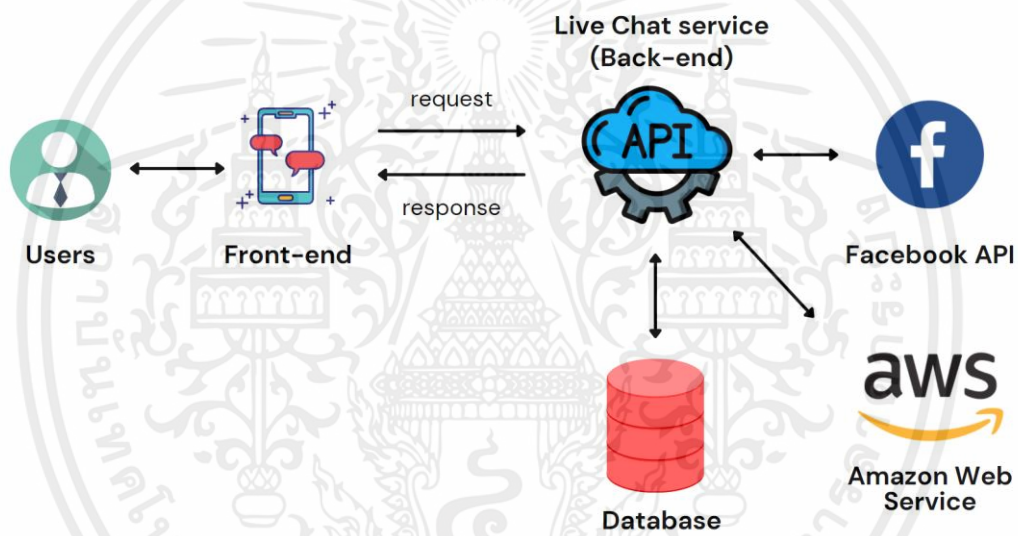 Live Chat service
(Back-end)
request
API
f
response
Users
Front-end
Facebook API
aws
Amazon Web
Service
Database